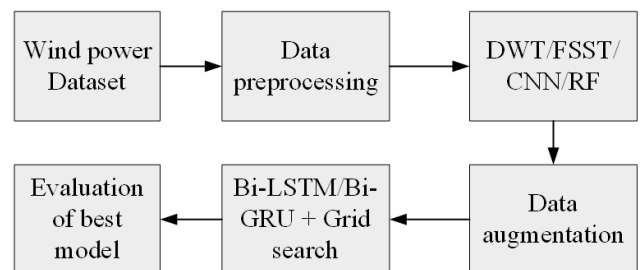 Wind power
Dataset
Data
preprocessing
DWT/FSST/
CNN/RF
Data
augmentation
Bi-LSTM/Bi-
GRU + Grid
search
Evaluation
of best
model